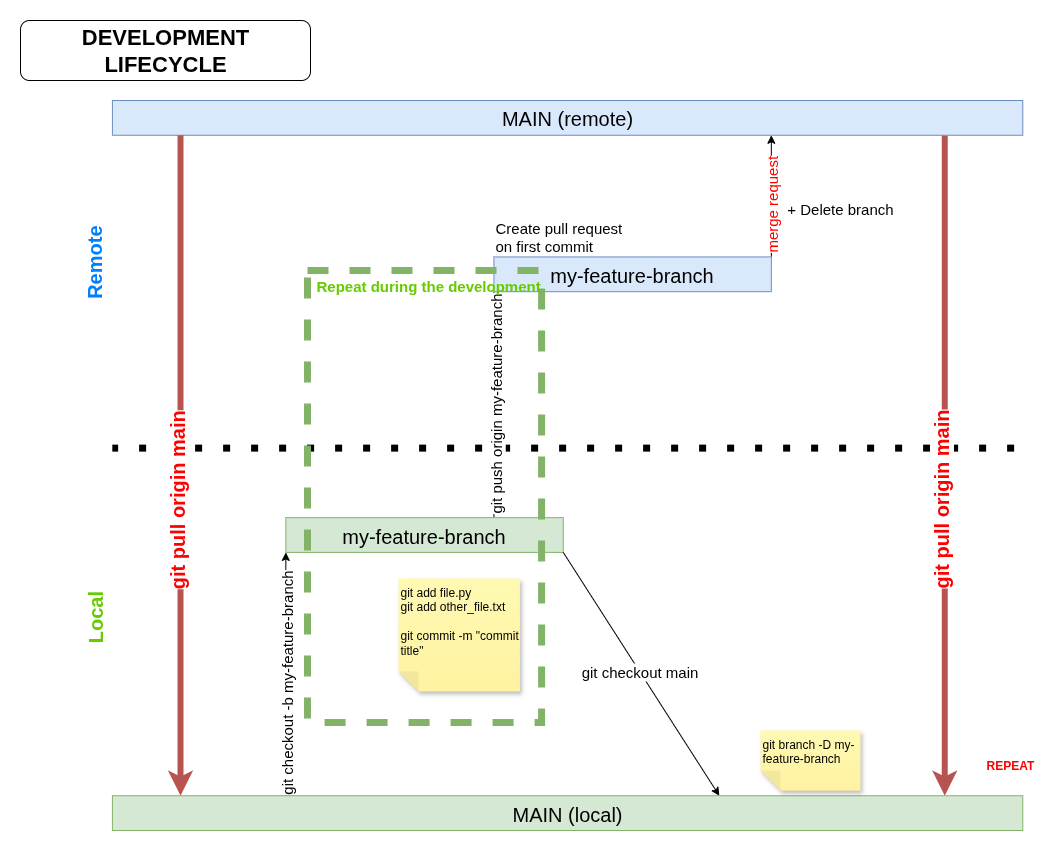 DEVELOPMENT
LIFECYCLE
MAIN (remote)
merge request
+ Delete branch
Remote
Create pull request
on first commit
my-feature-branch
Repeat during the development
git push origin my-feature-branch
git pull origin main
git pull origin main
my-feature-branch
Local
git checkout -b my-feature-branch
git add file.py
git add other_file.txt
git commit -m "commit
title"
git checkout main
git branch -D my-
feature-branch
REPEAT
MAIN (local)